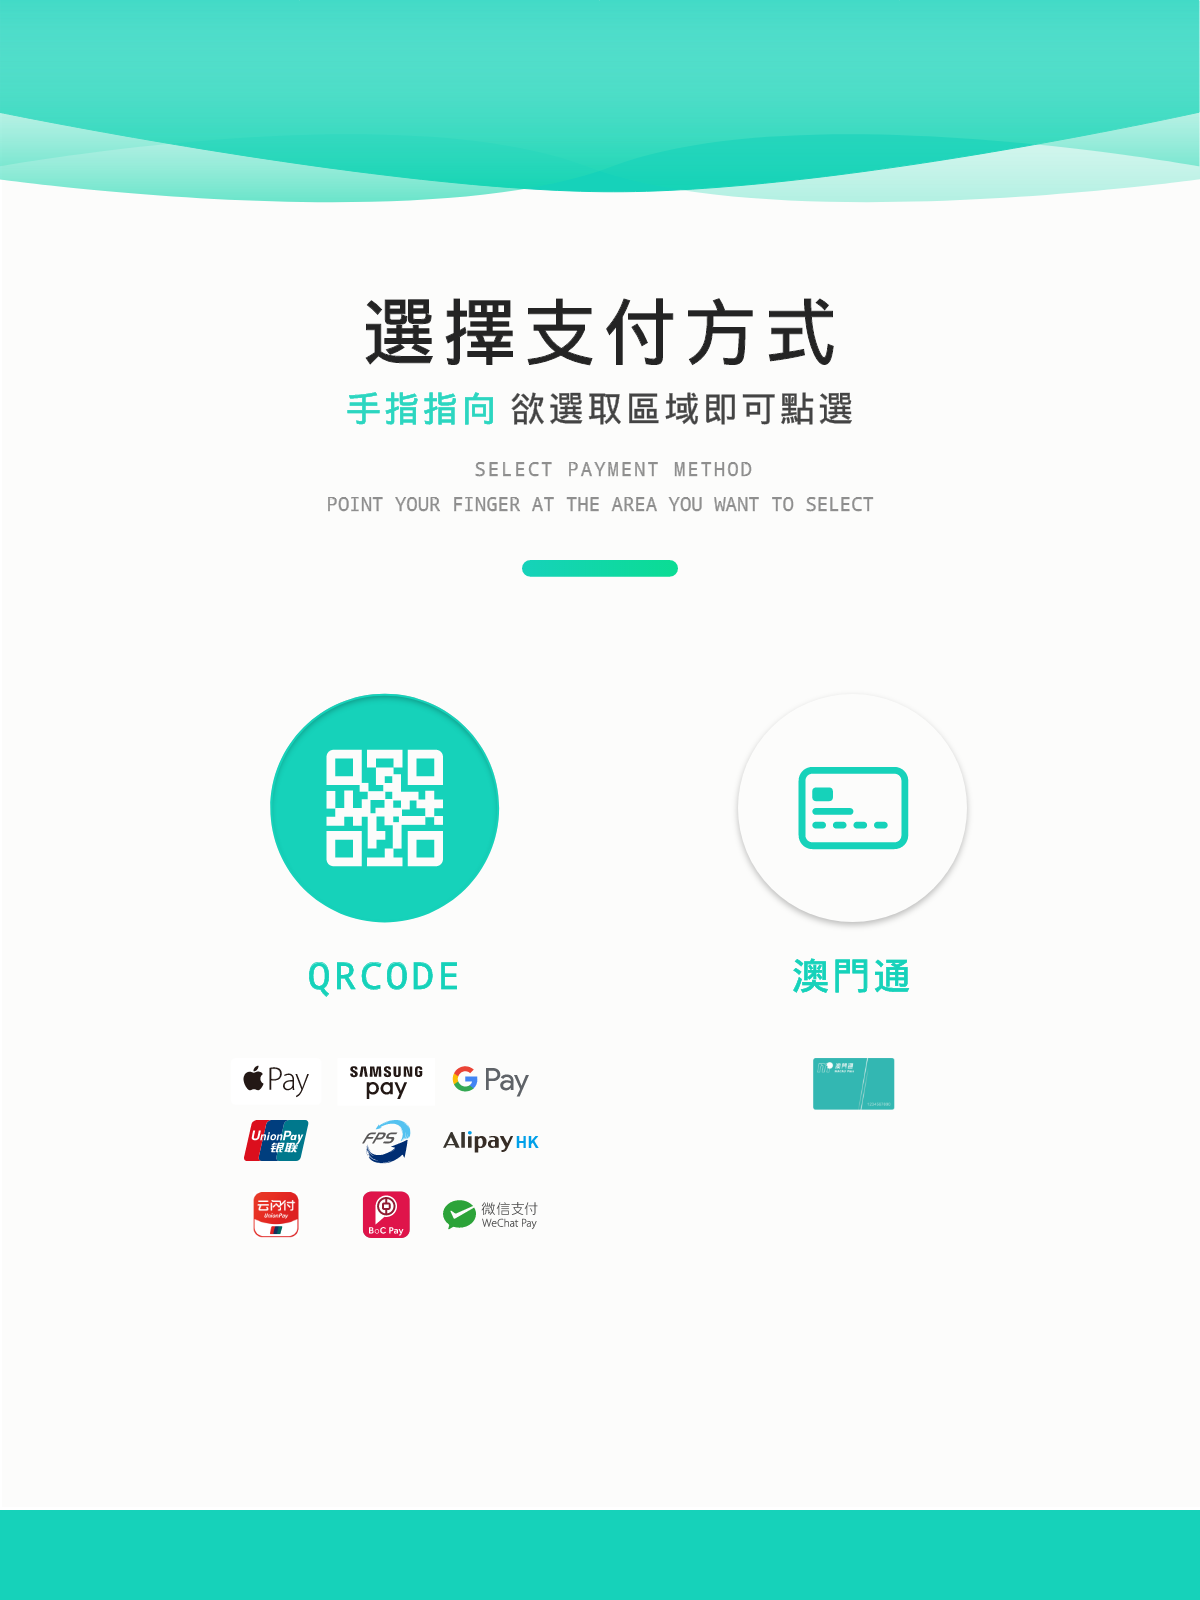 選擇支付方式
手指指向 欲選取區域即可點選
SELECT PAYMENT METHOD
POINT YOUR FINGER AT THE AREA YOU WANT TO SELECT
QRCODE
澳門通
Pay
SAMSUNG
pay
G Pay
UnionPay
银联
FPS
Alipay HK
云闪付
UnionPay
BoC Pay
微信支付
WeChat Pay
澳門通